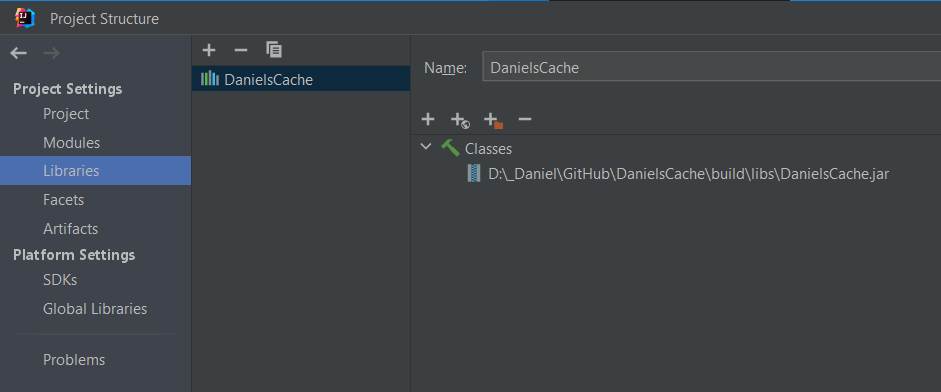 Project Structure
Project Settings
Project
Modules
Libraries
Facets
Artifacts
Platform Settings
SDKs
Global Libraries
Problems
DanielsCache
Name: DanielsCache
Classes
D:\_Daniel\GitHub\DanielsCache\build\libs\DanielsCache.jar